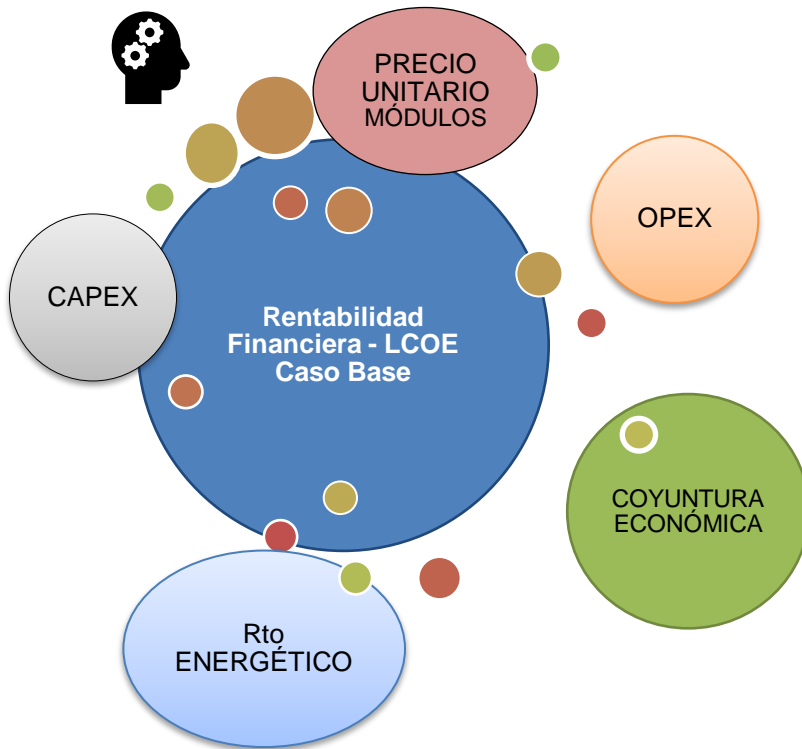 PRECIO
UNITARIO
MÓDULOS
OPEX
CAPEX
Rentabilidad
Financiera - LCOE
Caso Base
COYUNTURA
ECONÓMICA
Rto
ENERGÉTICO